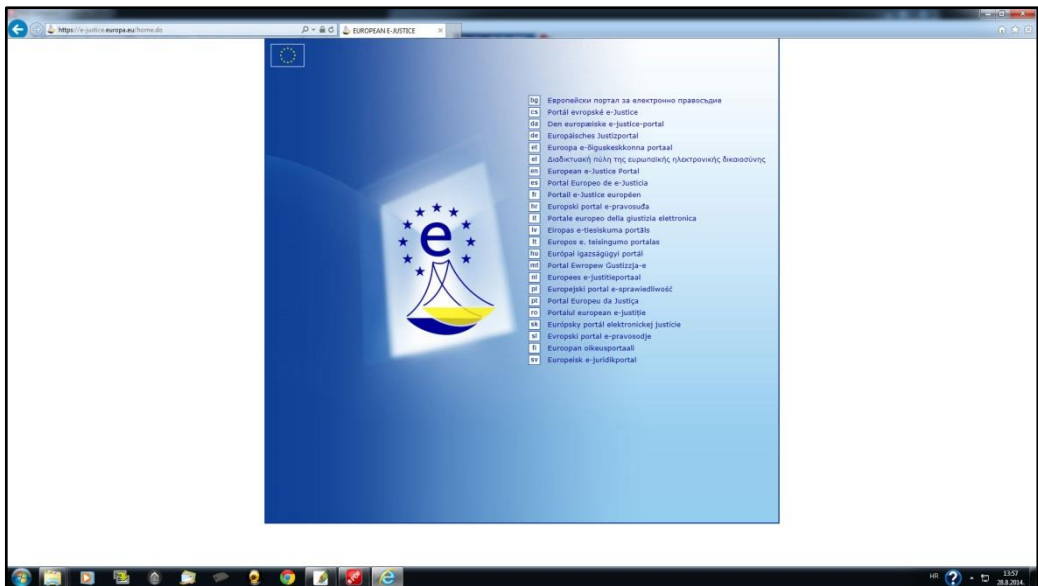 https://e-justice.europa.eu/home.do
EUROPEAN E-JUSTICE
e
bg Европейски портал за електронно правосъдие
cs Portál evropské e-Justice
da Den europæiske e-justice-portal
de Europäisches Justizportal
et Euroopa e-õiguskeskkonna portaal
el Διαδικτυακή πύλη της ευρωπαϊκής ηλεκτρονικής δικαιοσύνης
en European e-Justice Portal
es Portal Europeo de e-Justicia
fr Portail e-Justice européen
hr Europski portal e-pravosuđa
it Portale europeo della giustizia elettronica
lv Eiropas e-tiesiskuma portāls
lt Europos e. teisingumo portalas
hu Európai igazságügyi portál
mt Portal Ewropew Ġustizzja-e
nl Europees e-justitieportaal
pl Europejski portal e-sprawiedliwość
pt Portal Europeu da Justiça
ro Portalul european e-justiție
sk Európsky portál elektronickej justície
sl Evropski portal e-pravosodje
fi Euroopan oikeusportaali
sv Europeisk e-juridikportal
HR
13:57
28.8.2014.